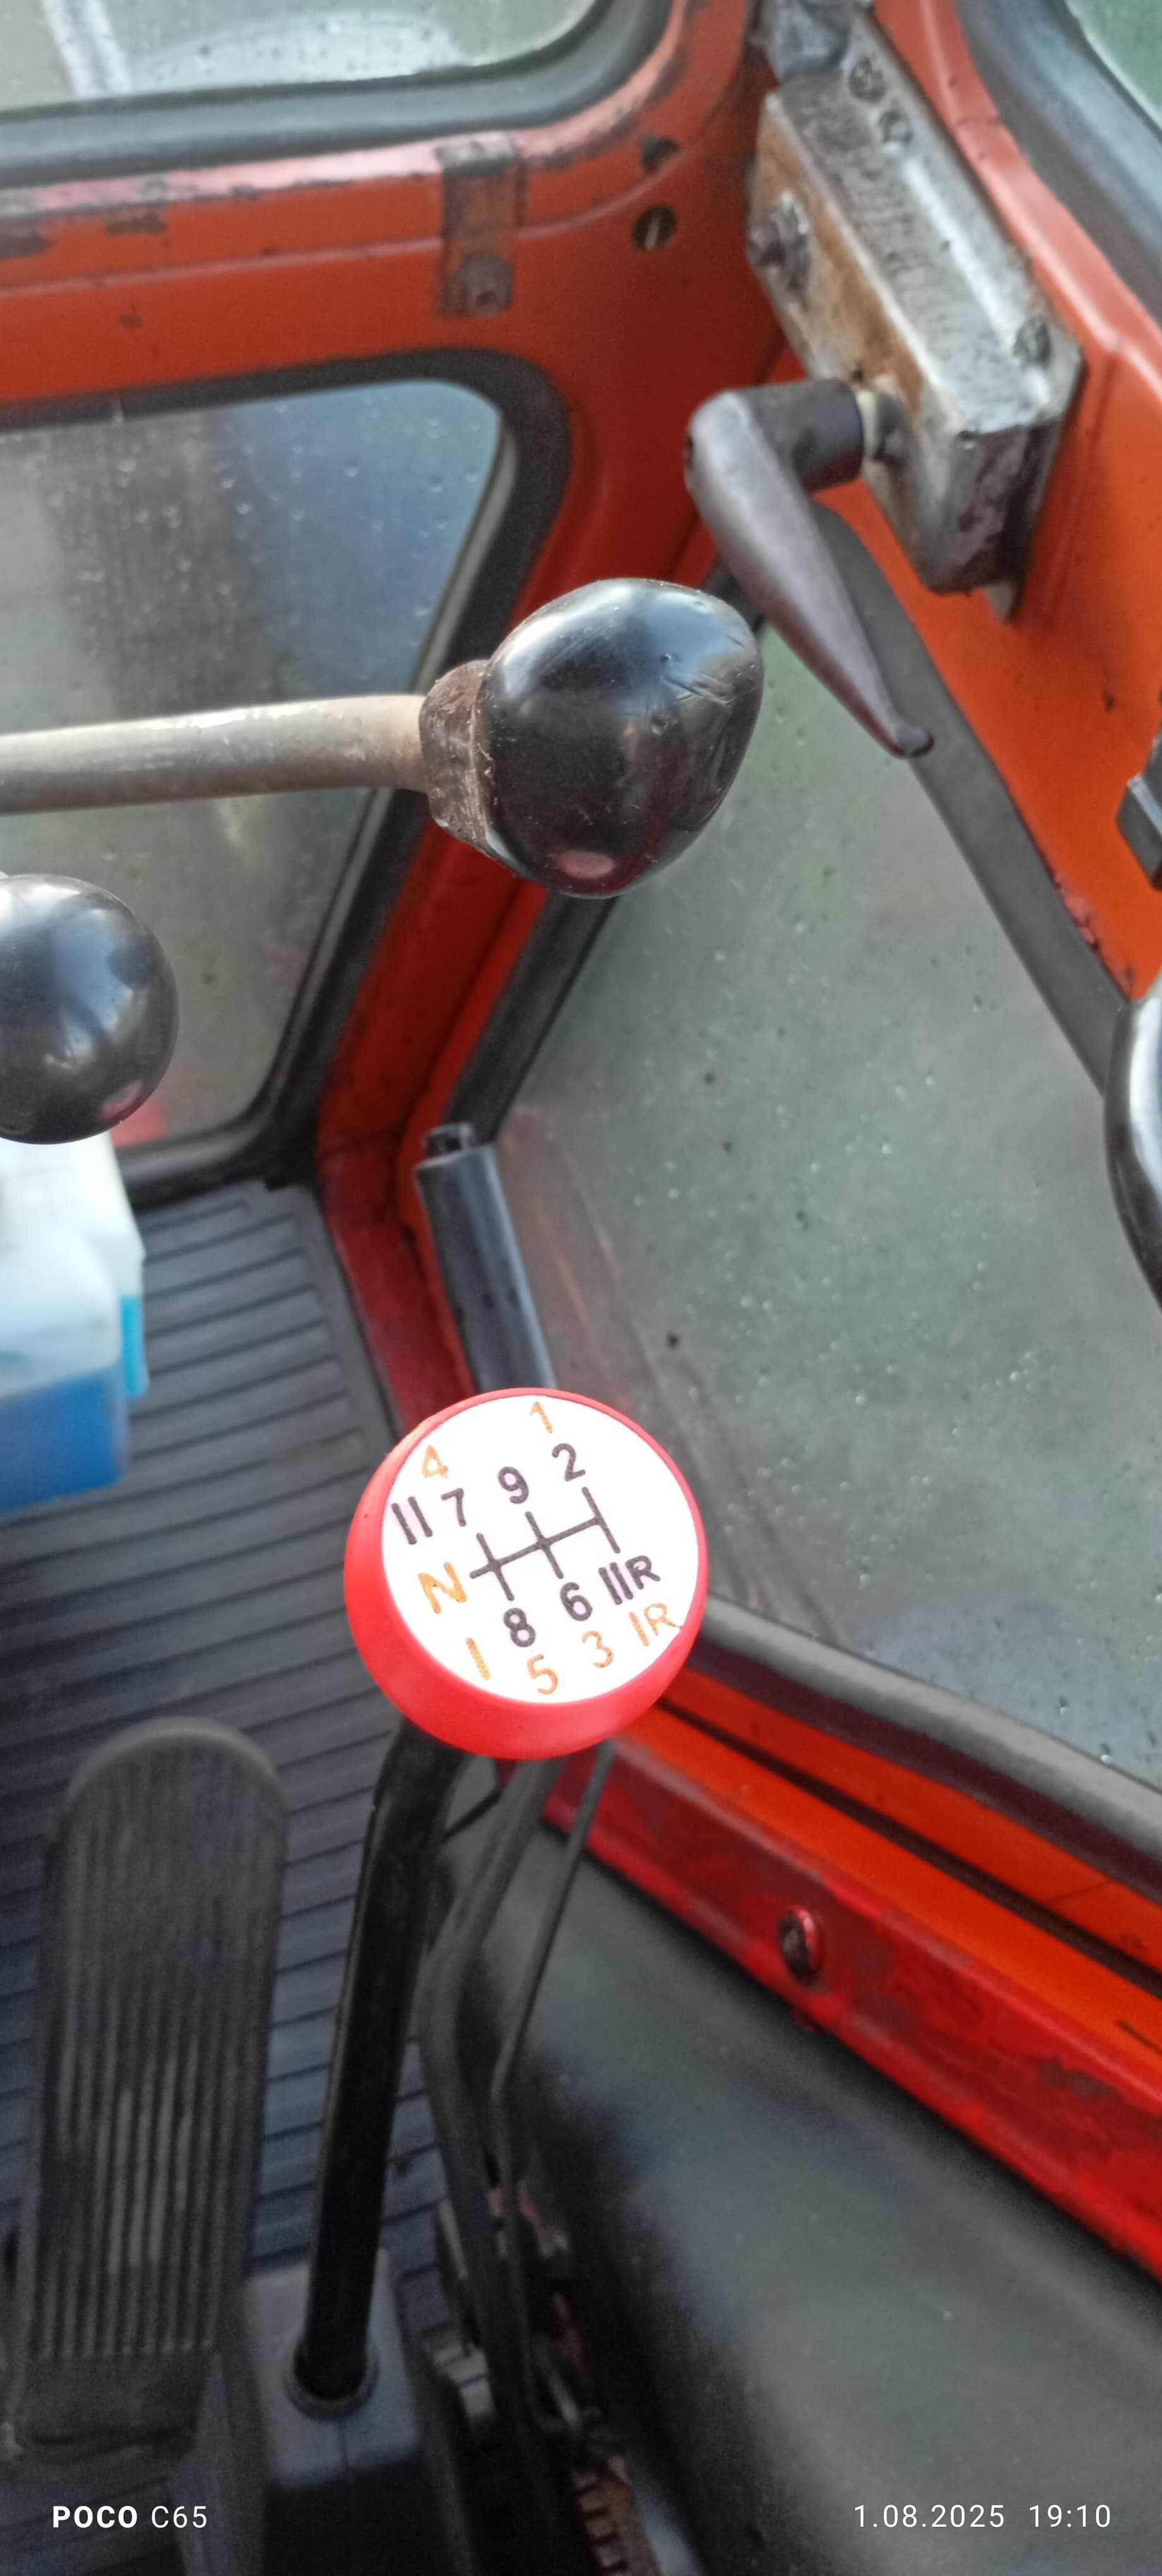 1
4
II 7 9 2
N
8 6 IIR
I 5 3 IR
POCO C65
1.08.2025 19:10